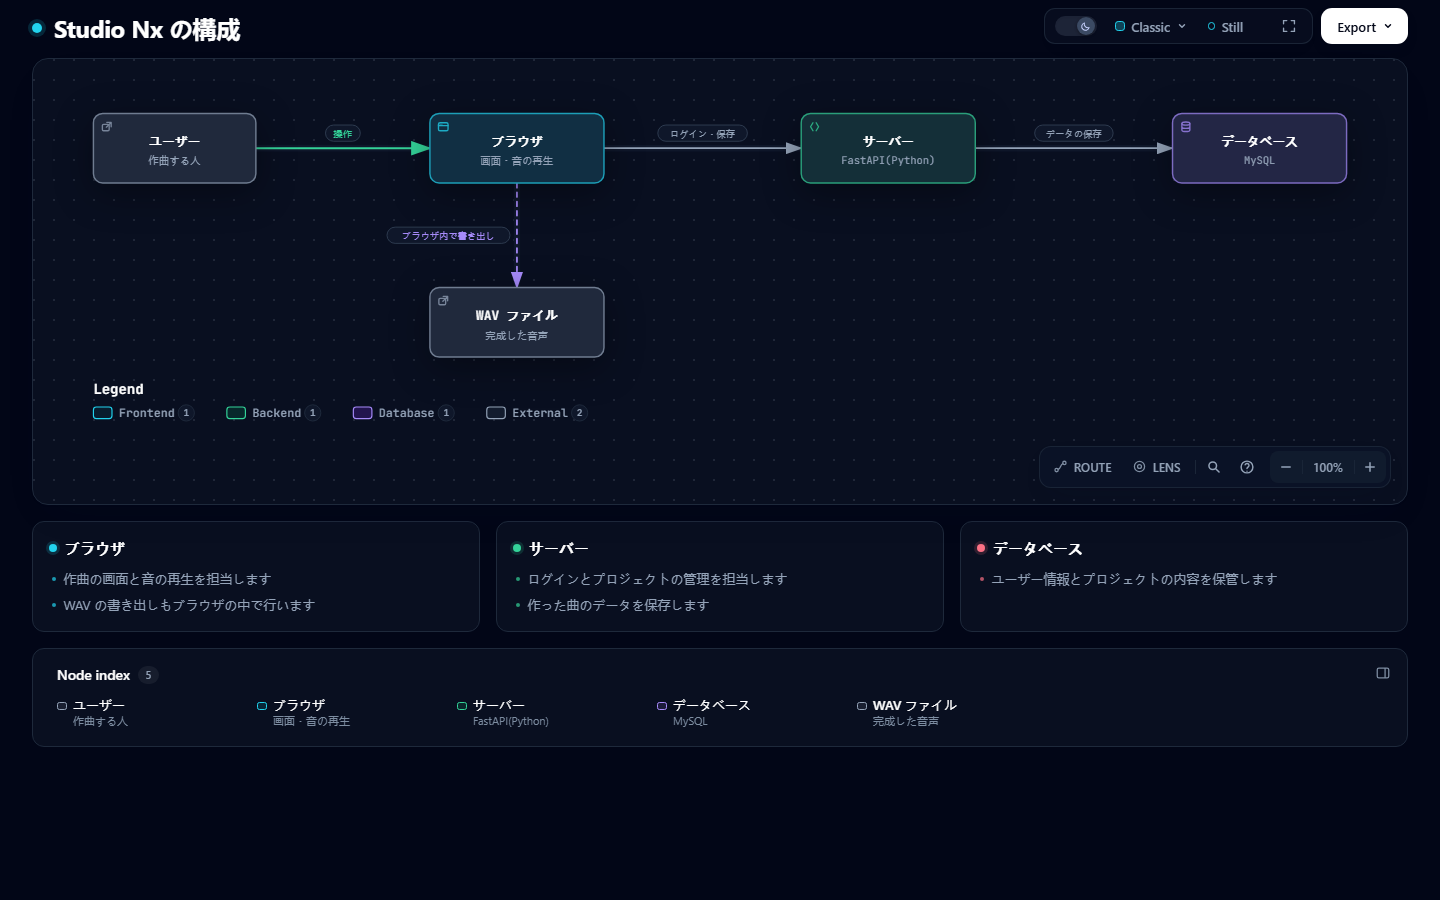 Studio Nx の構成
Classic
Still
Export
ユーザー
作曲する人
操作
ブラウザ
画面・音の再生
ログイン・保存
サーバー
FastAPI(Python)
データの保存
データベース
MySQL
ブラウザ内で書き出し
WAV ファイル
完成した音声
Legend
Frontend 1
Backend 1
Database 1
External 2
ROUTE
LENS
100%
ブラウザ
作曲の画面と音の再生を担当します
WAV の書き出しもブラウザの中で行います
サーバー
ログインとプロジェクトの管理を担当します
作った曲のデータを保存します
データベース
ユーザー情報とプロジェクトの内容を保管します
Node index 5
ユーザー
作曲する人
ブラウザ
画面・音の再生
サーバー
FastAPI(Python)
データベース
MySQL
WAV ファイル
完成した音声